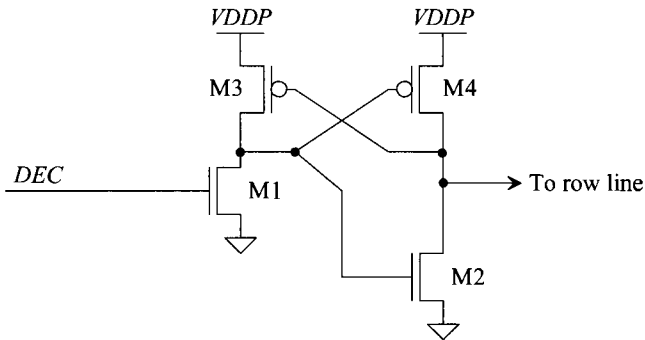 VDDP
VDDP
M3
M4
DEC
M1
To row line
M2